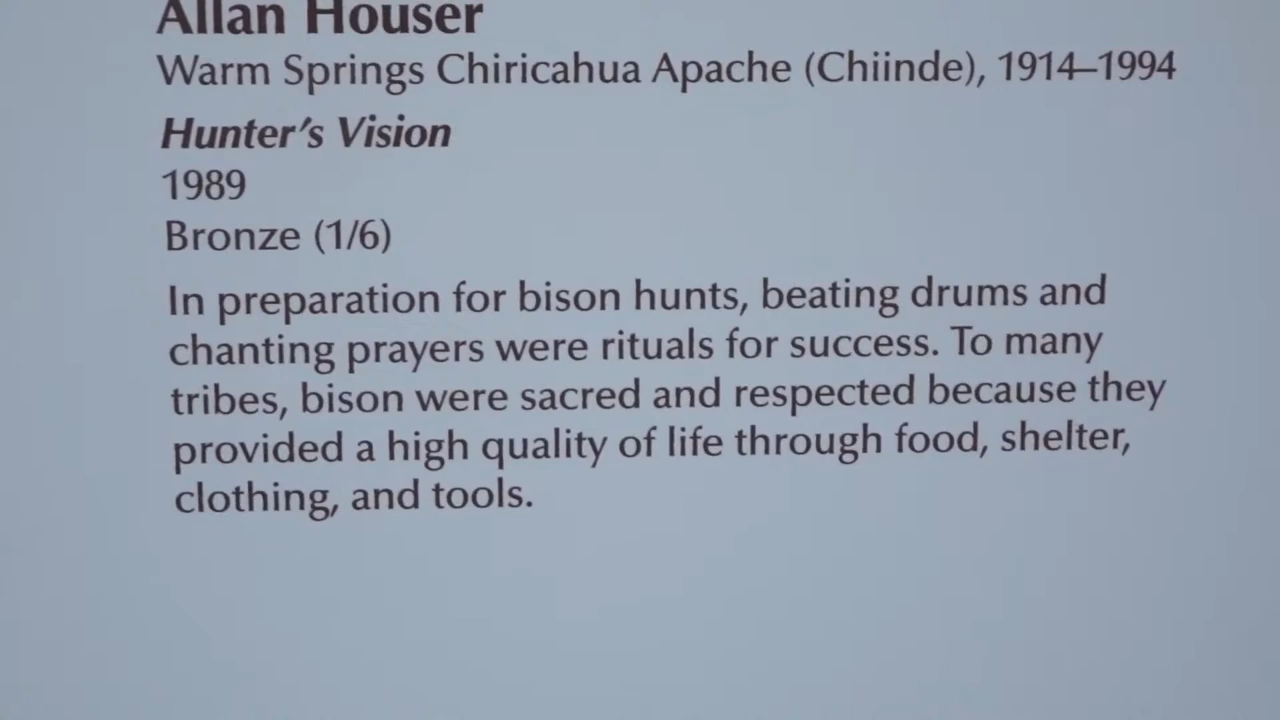 Allan Houser
Warm Springs Chiricahua Apache (Chiinde), 1914–1994
Hunter's Vision
1989
Bronze (1/6)
In preparation for bison hunts, beating drums and
chanting prayers were rituals for success. To many
tribes, bison were sacred and respected because they
provided a high quality of life through food, shelter,
clothing, and tools.